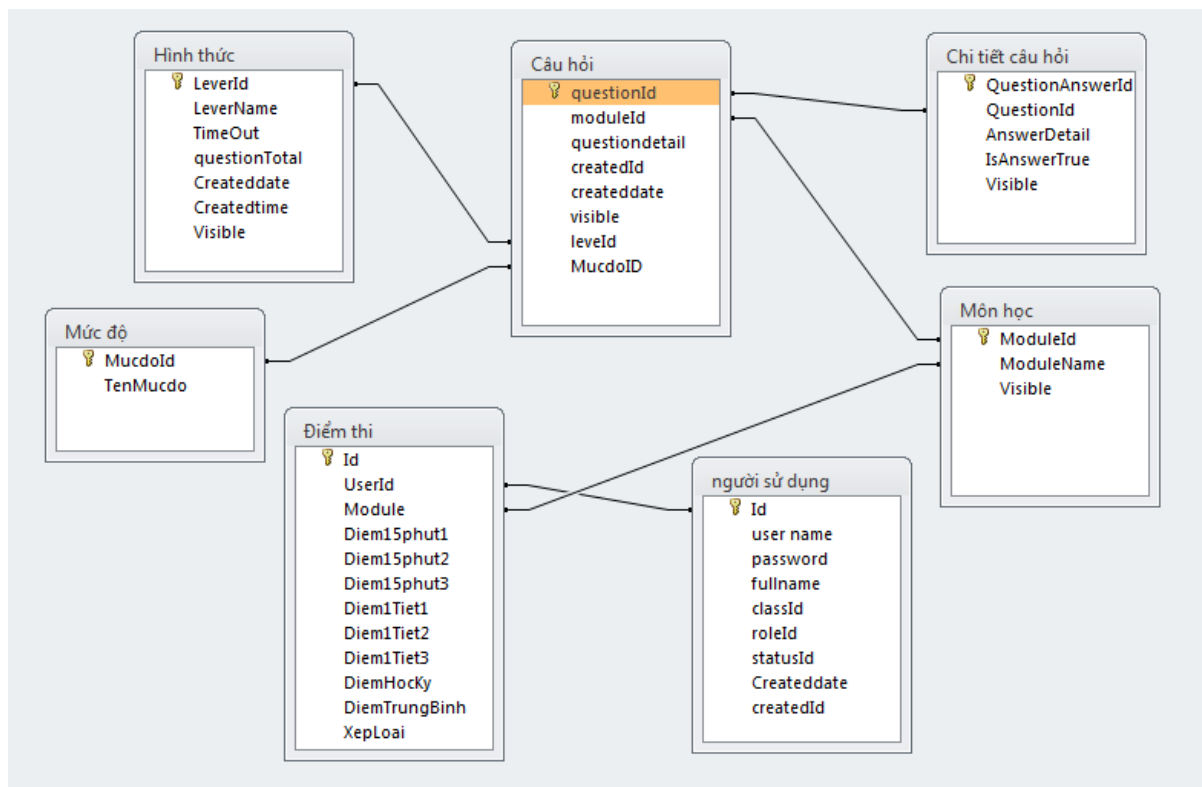 Hình thức
LeverId
LeverName
TimeOut
questionTotal
Createddate
Createdtime
Visible
Câu hỏi
questionId
moduleId
questiondetail
createdId
createddate
visible
leveId
MucdoID
Chi tiết câu hỏi
QuestionAnswerId
QuestionId
AnswerDetail
IsAnswerTrue
Visible
Mức độ
MucdoId
TenMucdo
Môn học
ModuleId
ModuleName
Visible
Điểm thi
Id
UserId
Module
Diem15phut1
Diem15phut2
Diem15phut3
Diem1Tiet1
Diem1Tiet2
Diem1Tiet3
DiemHocKy
DiemTrungBinh
XepLoai
người sử dụng
Id
user name
password
fullname
classId
roleId
statusId
Createddate
createdId